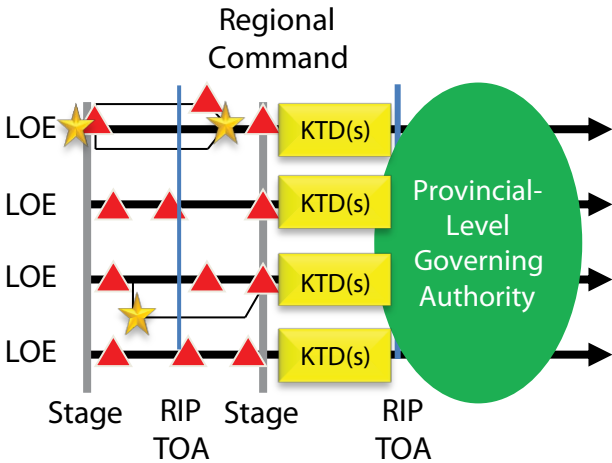 Regional
Command
LOE
KTD(s)
LOE
KTD(s)
Provincial-
Level
Governing
Authority
LOE
KTD(s)
LOE
KTD(s)
Stage
RIP
TOA
Stage
RIP
TOA